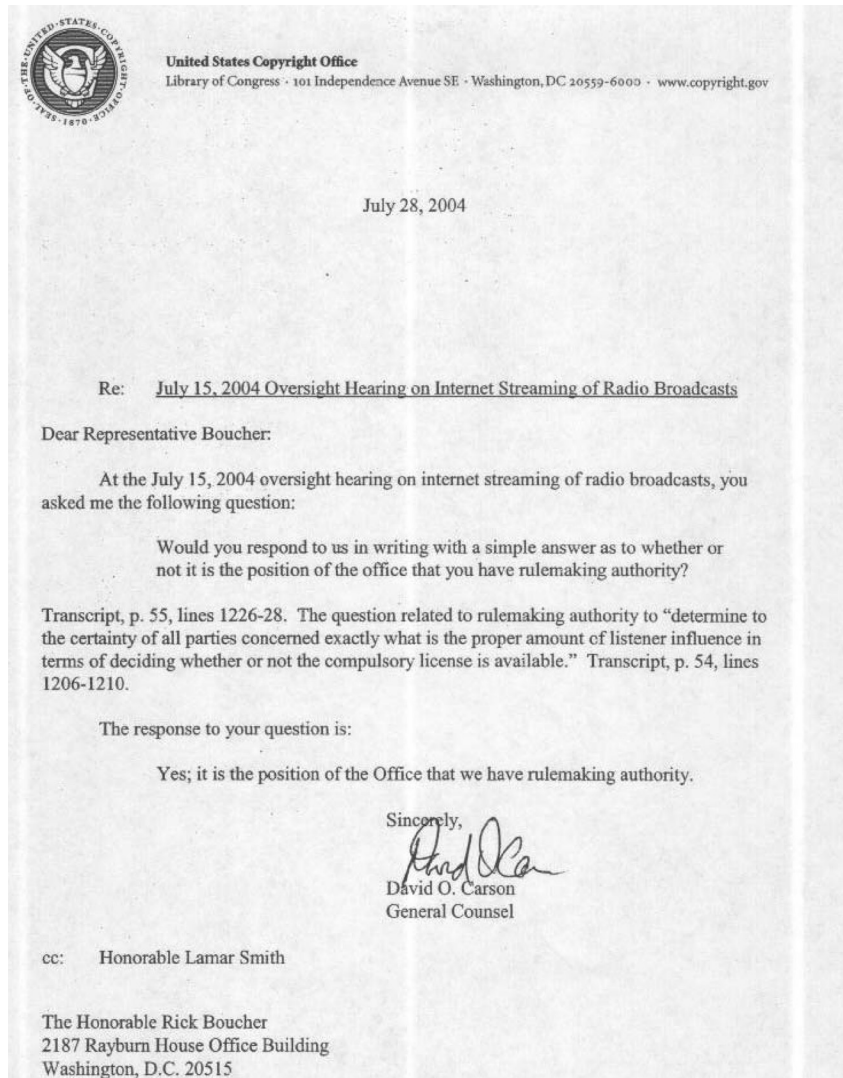 SEAL·OF·THE·UNITED·STATES·COPYRIGHT·OFFICE·1870·
United States Copyright Office
Library of Congress · 101 Independence Avenue SE · Washington, DC 20559-6000 · www.copyright.gov
July 28, 2004
Re: July 15, 2004 Oversight Hearing on Internet Streaming of Radio Broadcasts
Dear Representative Boucher:
At the July 15, 2004 oversight hearing on internet streaming of radio broadcasts, you
asked me the following question:
Would you respond to us in writing with a simple answer as to whether or
not it is the position of the office that you have rulemaking authority?
Transcript, p. 55, lines 1226-28. The question related to rulemaking authority to “determine to
the certainty of all parties concerned exactly what is the proper amount of listener influence in
terms of deciding whether or not the compulsory license is available.” Transcript, p. 54, lines
1206-1210.
The response to your question is:
Yes; it is the position of the Office that we have rulemaking authority.
Sincerely,
David O. Carson
General Counsel
cc: Honorable Lamar Smith
The Honorable Rick Boucher
2187 Rayburn House Office Building
Washington, D.C. 20515